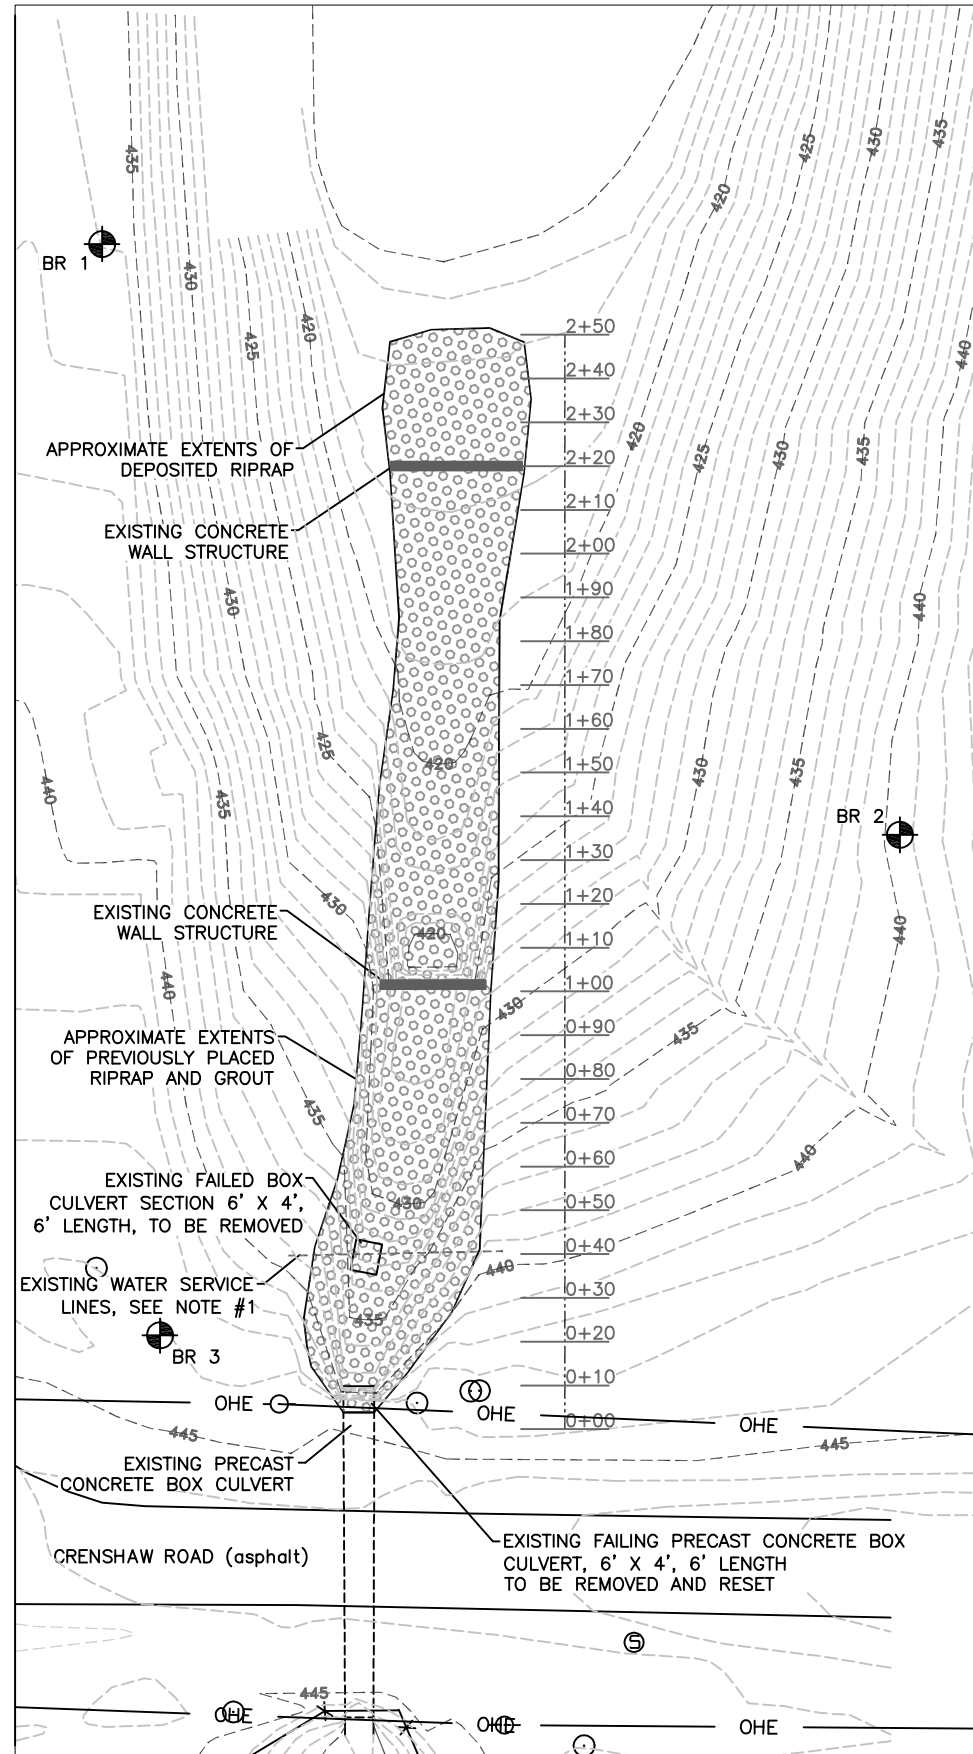 435
425
430
435
420
BR 1
430
425
420
440
2+50
2+40
2+30
2+20
2+10
2+00
1+90
1+80
1+70
1+60
1+50
1+40
1+30
1+20
1+10
1+00
0+90
0+80
0+70
0+60
0+50
0+40
0+30
0+20
0+10
0+00
APPROXIMATE EXTENTS OF
DEPOSITED RIPRAP
420
425
430
435
EXISTING CONCRETE
WALL STRUCTURE
430
440
425
420
430
435
440
435
BR 2
430
EXISTING CONCRETE
WALL STRUCTURE
420
440
440
430
APPROXIMATE EXTENTS
OF PREVIOUSLY PLACED
RIPRAP AND GROUT
435
435
440
EXISTING FAILED BOX
CULVERT SECTION 6' X 4',
6' LENGTH, TO BE REMOVED
430
440
EXISTING WATER SERVICE
LINES, SEE NOTE #1
435
BR 3
OHE
OHE
OHE
445
445
EXISTING PRECAST
CONCRETE BOX CULVERT
EXISTING FAILING PRECAST CONCRETE BOX
CULVERT, 6' X 4', 6' LENGTH
TO BE REMOVED AND RESET
CRENSHAW ROAD (asphalt)
S
445
OHE
OHE
OHE